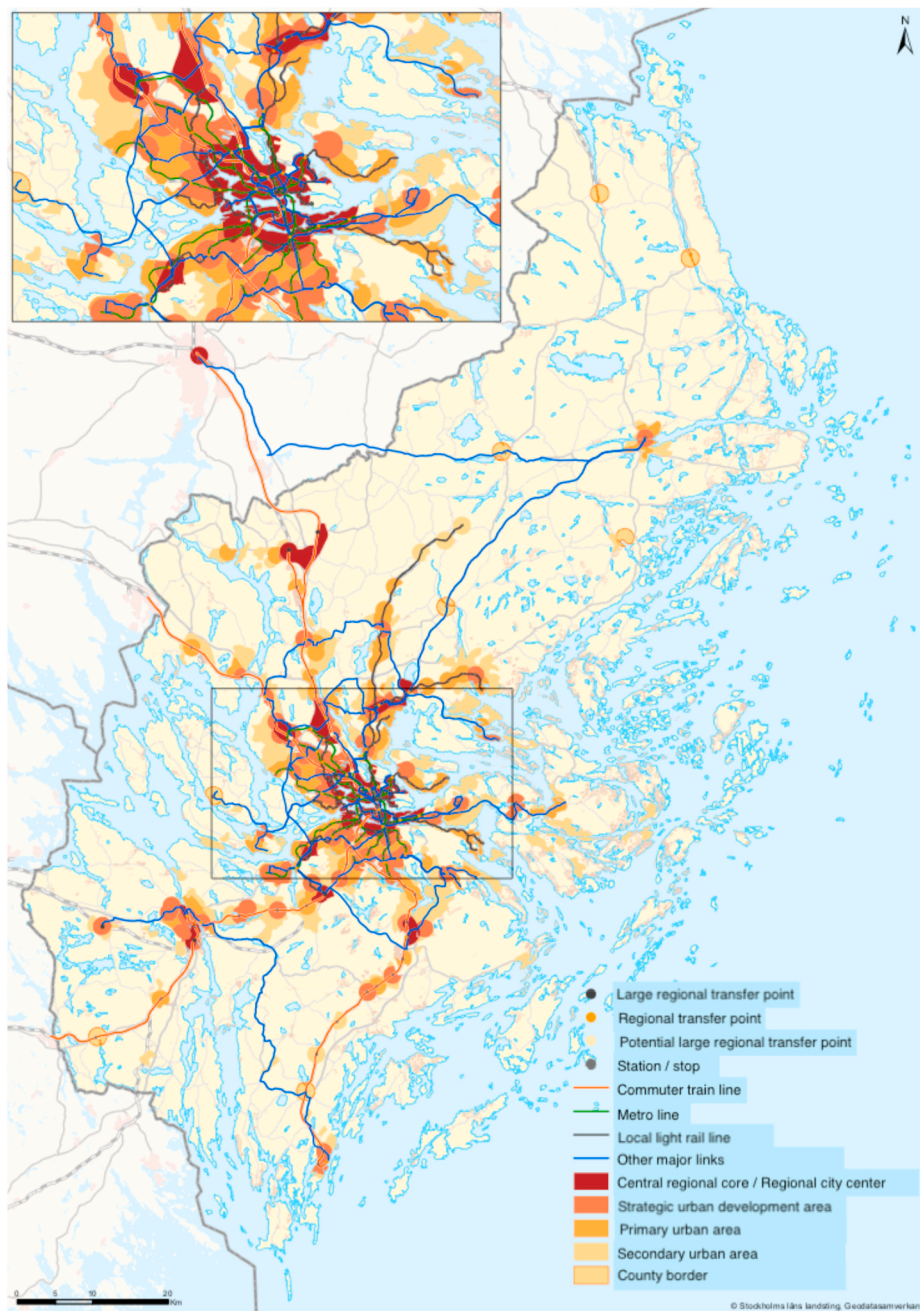 N
Large regional transfer point
Regional transfer point
Potential large regional transfer point
Station / stop
Commuter train line
Metro line
Local light rail line
Other major links
Central regional core / Regional city center
Strategic urban development area
Primary urban area
Secondary urban area
County border
0 5 10 20
Km
© Stockholms läns landsting, Geodatasamverkan